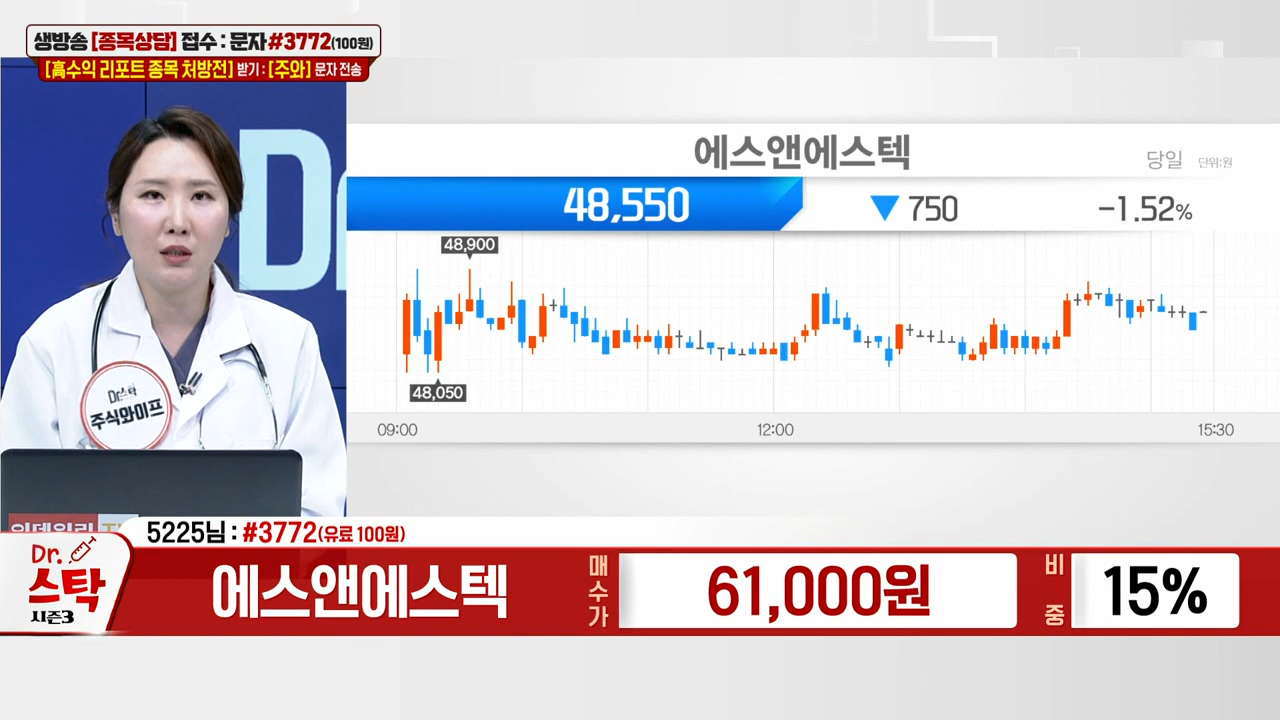 생방송 [종목상담] 접수 : 문자#3772(100원)
[高수익 리포트 종목 처방전] 받기 : [주와] 문자 전송
에스앤에스텍
당일 단위:원
48,550 ▼ 750 -1.52%
48,900
48,050
09:00 12:00 15:30
Dr.스탁
주식와이프
5225님 : #3772(유료 100원)
Dr.
스탁
시즌3
에스앤에스텍 매수가 61,000원 비중 15%